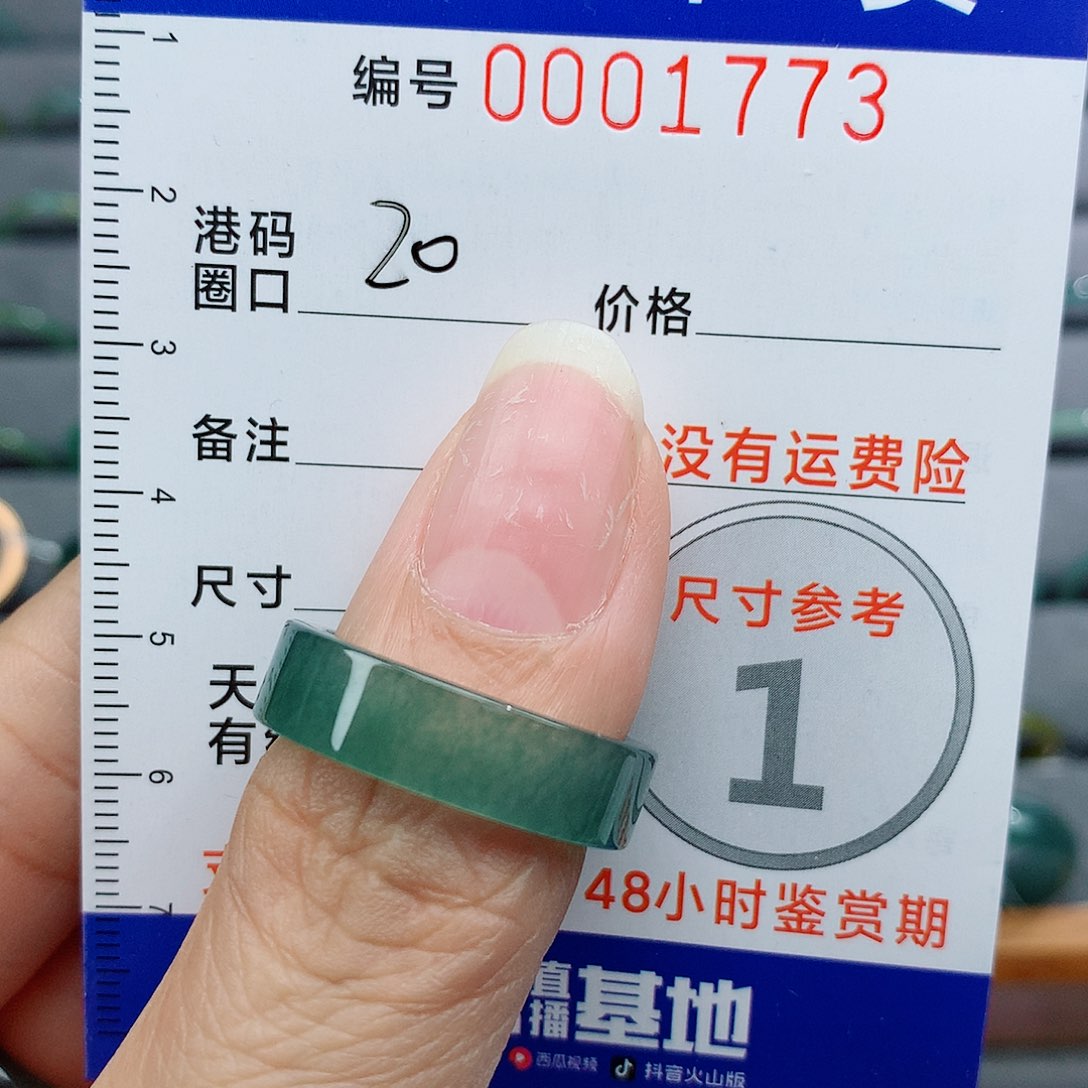 1
编号 0001773
2
港码
圈口 20
价格
3
备注
没有运费险
4
尺寸
尺寸参考
1
5
天
有
6
48小时鉴赏期
7
直播
基地
西瓜视频 抖音火山版